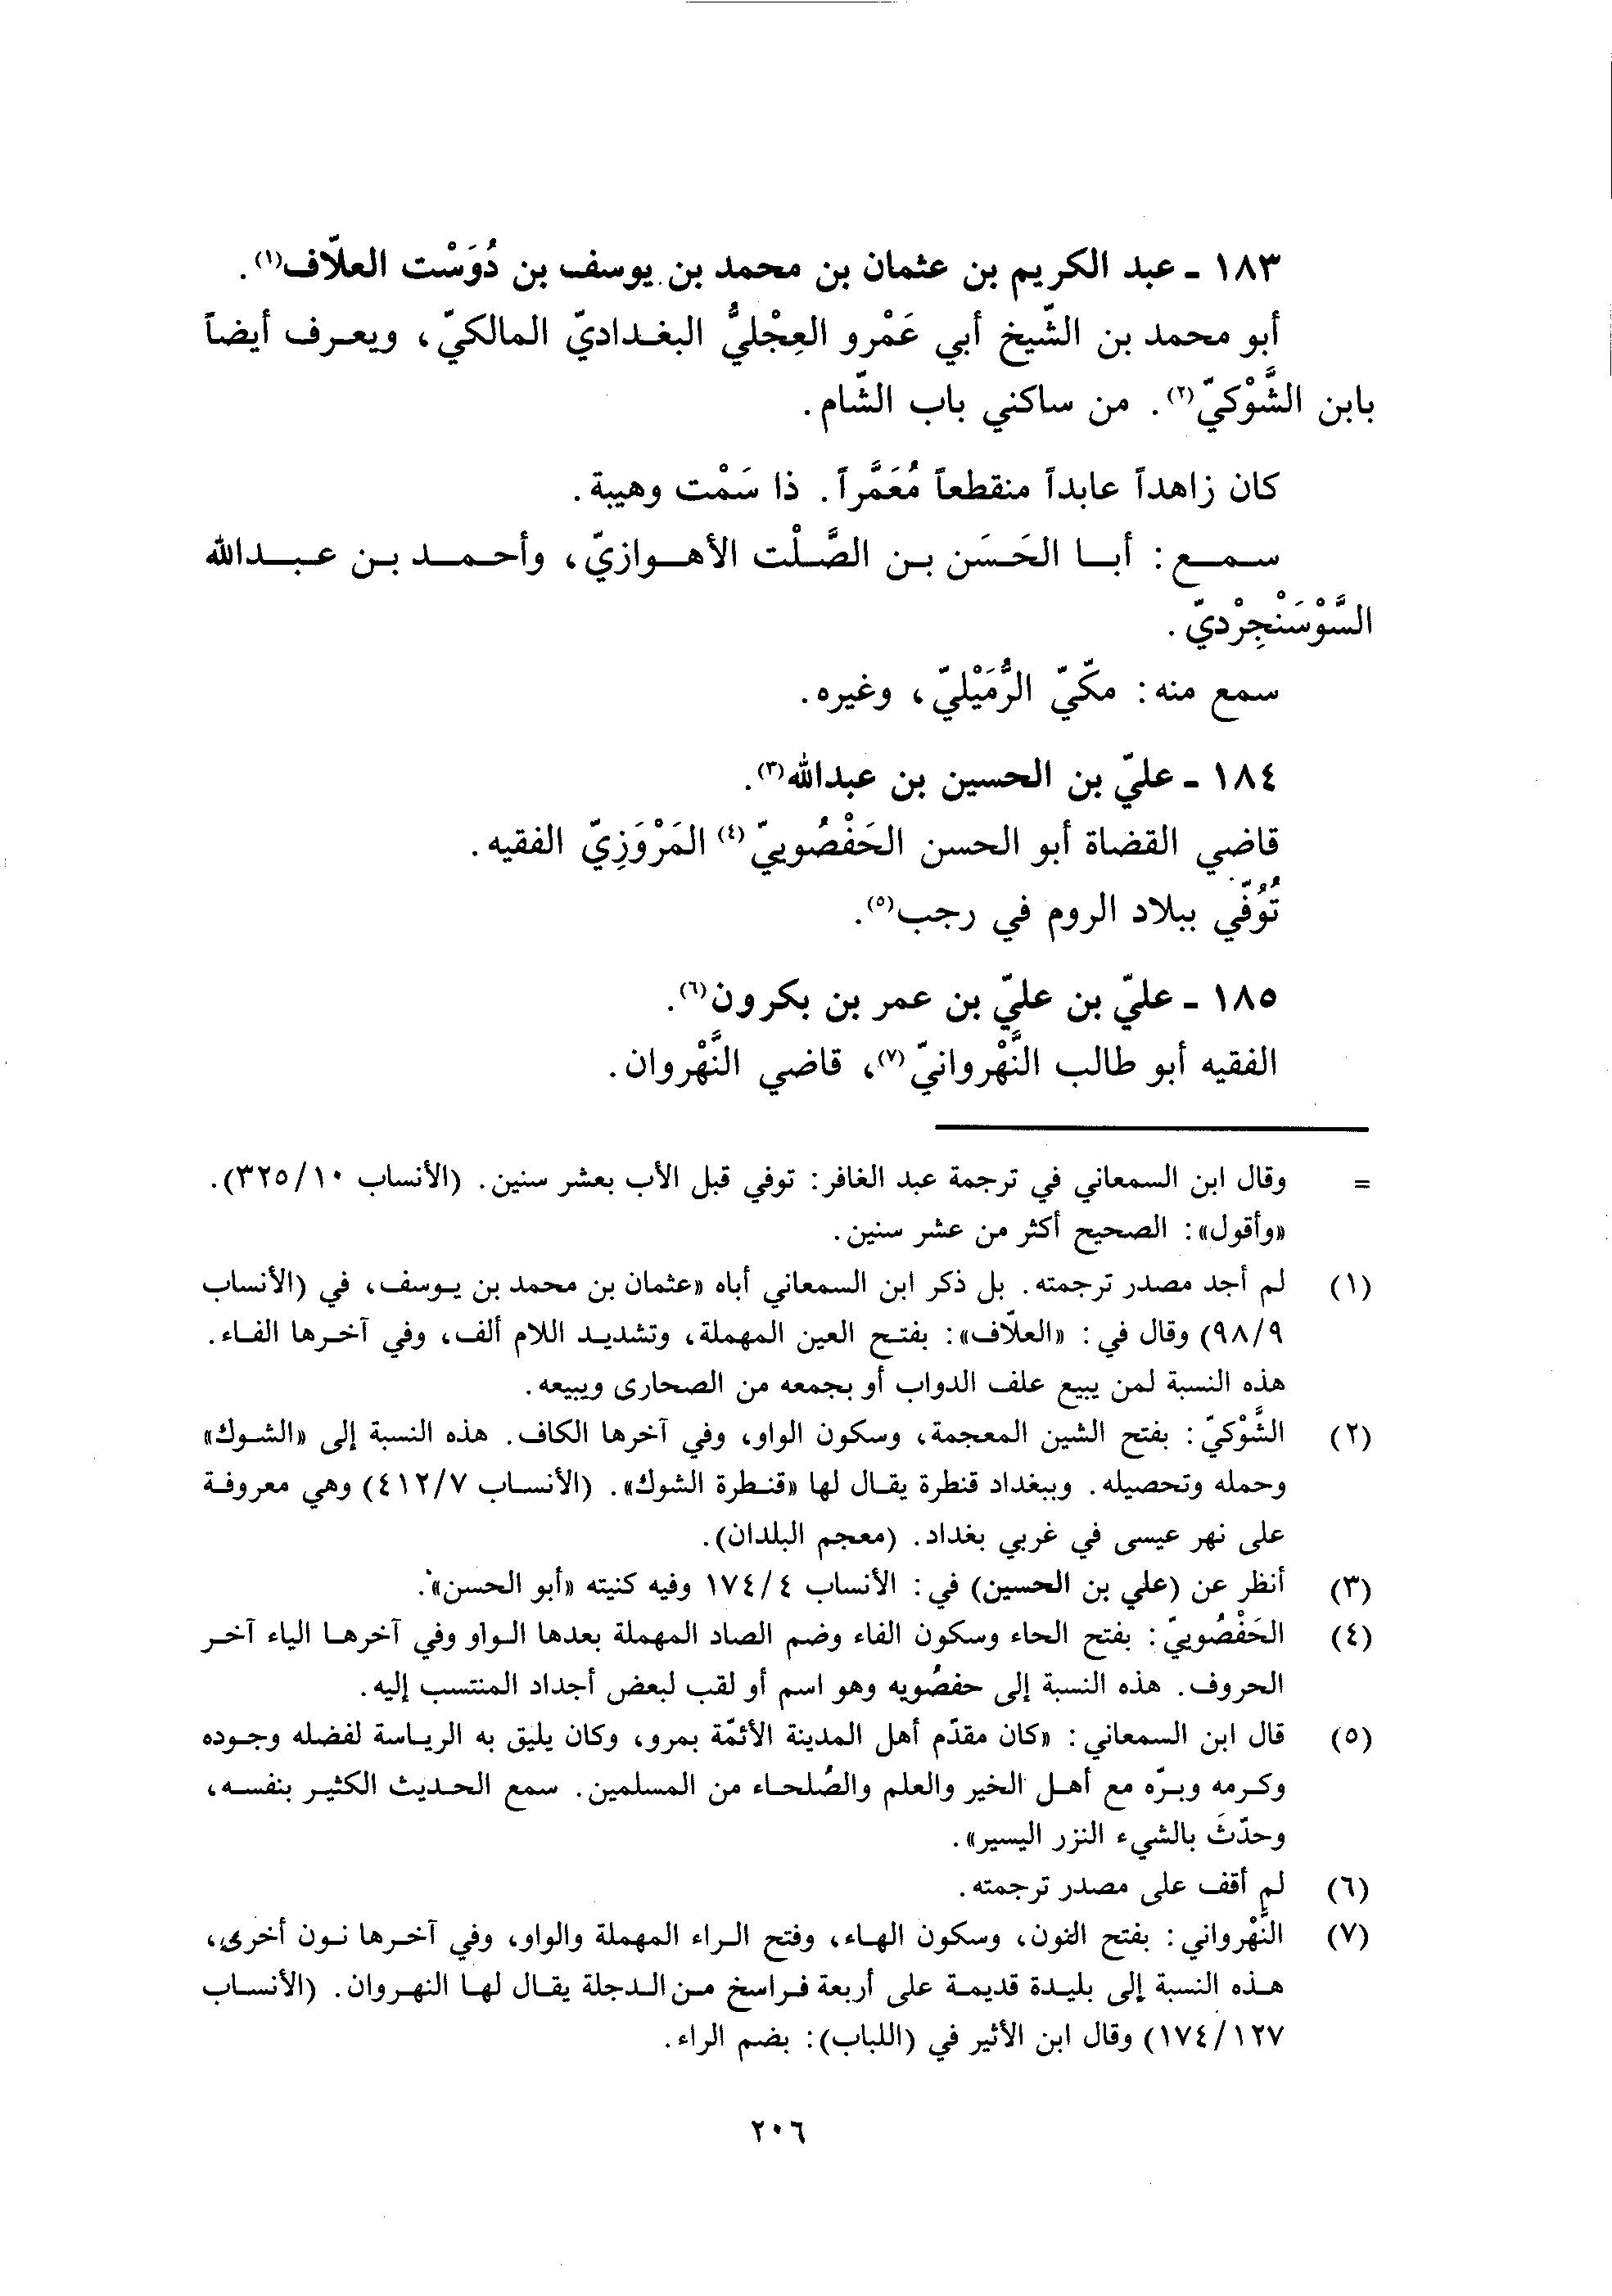 ١٨٣ ـ عبد الكريم بن عثمان بن محمد بن يوسف بن دُوَسْت العلّاف(١).
أبو محمد بن الشّيخ أبي عَمْرو العِجْليُّ البغـداديّ المالكيّ، ويعـرف أيضاً
بابن الشَّوْكيّ(٢). من ساكني باب الشّام.
كان زاهداً عابداً منقطعاً مُعَمَّراً. ذا سَمْت وهيبة.
سمع: أبا الحَسَن بن الصَّلْت الأهوازيّ، وأحمد بن عبدالله
السَّوْسَنْجِرْديّ.
سمع منه: مكّيّ الرُّمَيْليّ، وغيره.
١٨٤ ـ عليّ بن الحسين بن عبدالله(٣).
قاضي القضاة أبو الحسن الحَفْصُوييّ(٤) المَرْوَزِيّ الفقيه.
تُوُفّي ببلاد الروم في رجب(٥).
١٨٥ ـ عليّ بن عليّ بن عمر بن بكرون(٦).
الفقيه أبو طالب النَّهْروانيّ(٧)، قاضي النَّهْروان.
= وقال ابن السمعاني في ترجمة عبد الغافر: توفي قبل الأب بعشر سنين. (الأنساب ٣٢٥/١٠).
«وأقول»: الصحيح أكثر من عشر سنين.
(١) لم أجد مصدر ترجمته. بل ذكر ابن السمعاني أباه «عثمان بن محمد بن يوسف، في (الأنساب
٩٨/٩) وقال في: «العلّاف»: بفتح العين المهملة، وتشديد اللام ألف، وفي آخرها الفاء.
هذه النسبة لمن يبيع علف الدواب أو بجمعه من الصحارى ويبيعه.
(٢) الشَّوْكيّ: بفتح الشين المعجمة، وسكون الواو، وفي آخرها الكاف. هذه النسبة إلى «الشوك»
وحمله وتحصيله. وببغداد قنطرة يقال لها «قنطرة الشوك». (الأنساب ٤١٢/٧) وهي معروفة
على نهر عيسى في غربي بغداد. (معجم البلدان).
(٣) أنظر عن (علي بن الحسين) في: الأنساب ١٧٤/٤ وفيه كنيته «أبو الحسن».
(٤) الحَفْصُوييّ: بفتح الحاء وسكون الفاء وضم الصاد المهملة بعدها الواو وفي آخرها الياء آخر
الحروف. هذه النسبة إلى حفصُويه وهو اسم أو لقب لبعض أجداد المنتسب إليه.
(٥) قال ابن السمعاني: «كان مقدّم أهل المدينة الأئمّة بمرو، وكان يليق به الرياسة لفضله وجوده
وكرمه وبرّه مع أهل الخير والعلم والصُلحاء من المسلمين. سمع الحديث الكثير بنفسه،
وحدّثَ بالشيء النزر اليسير».
(٦) لم أقف على مصدر ترجمته.
(٧) النَّهْرواني: بفتح النون، وسكون الهاء، وفتح الراء المهملة والواو، وفي آخرها نون أخرى،
هذه النسبة إلى بليدة قديمة على أربعة فراسخ من الدجلة يقال لها النهروان. (الأنساب
١٧٤/١٢٧) وقال ابن الأثير في (اللباب): بضم الراء.
٢٠٦